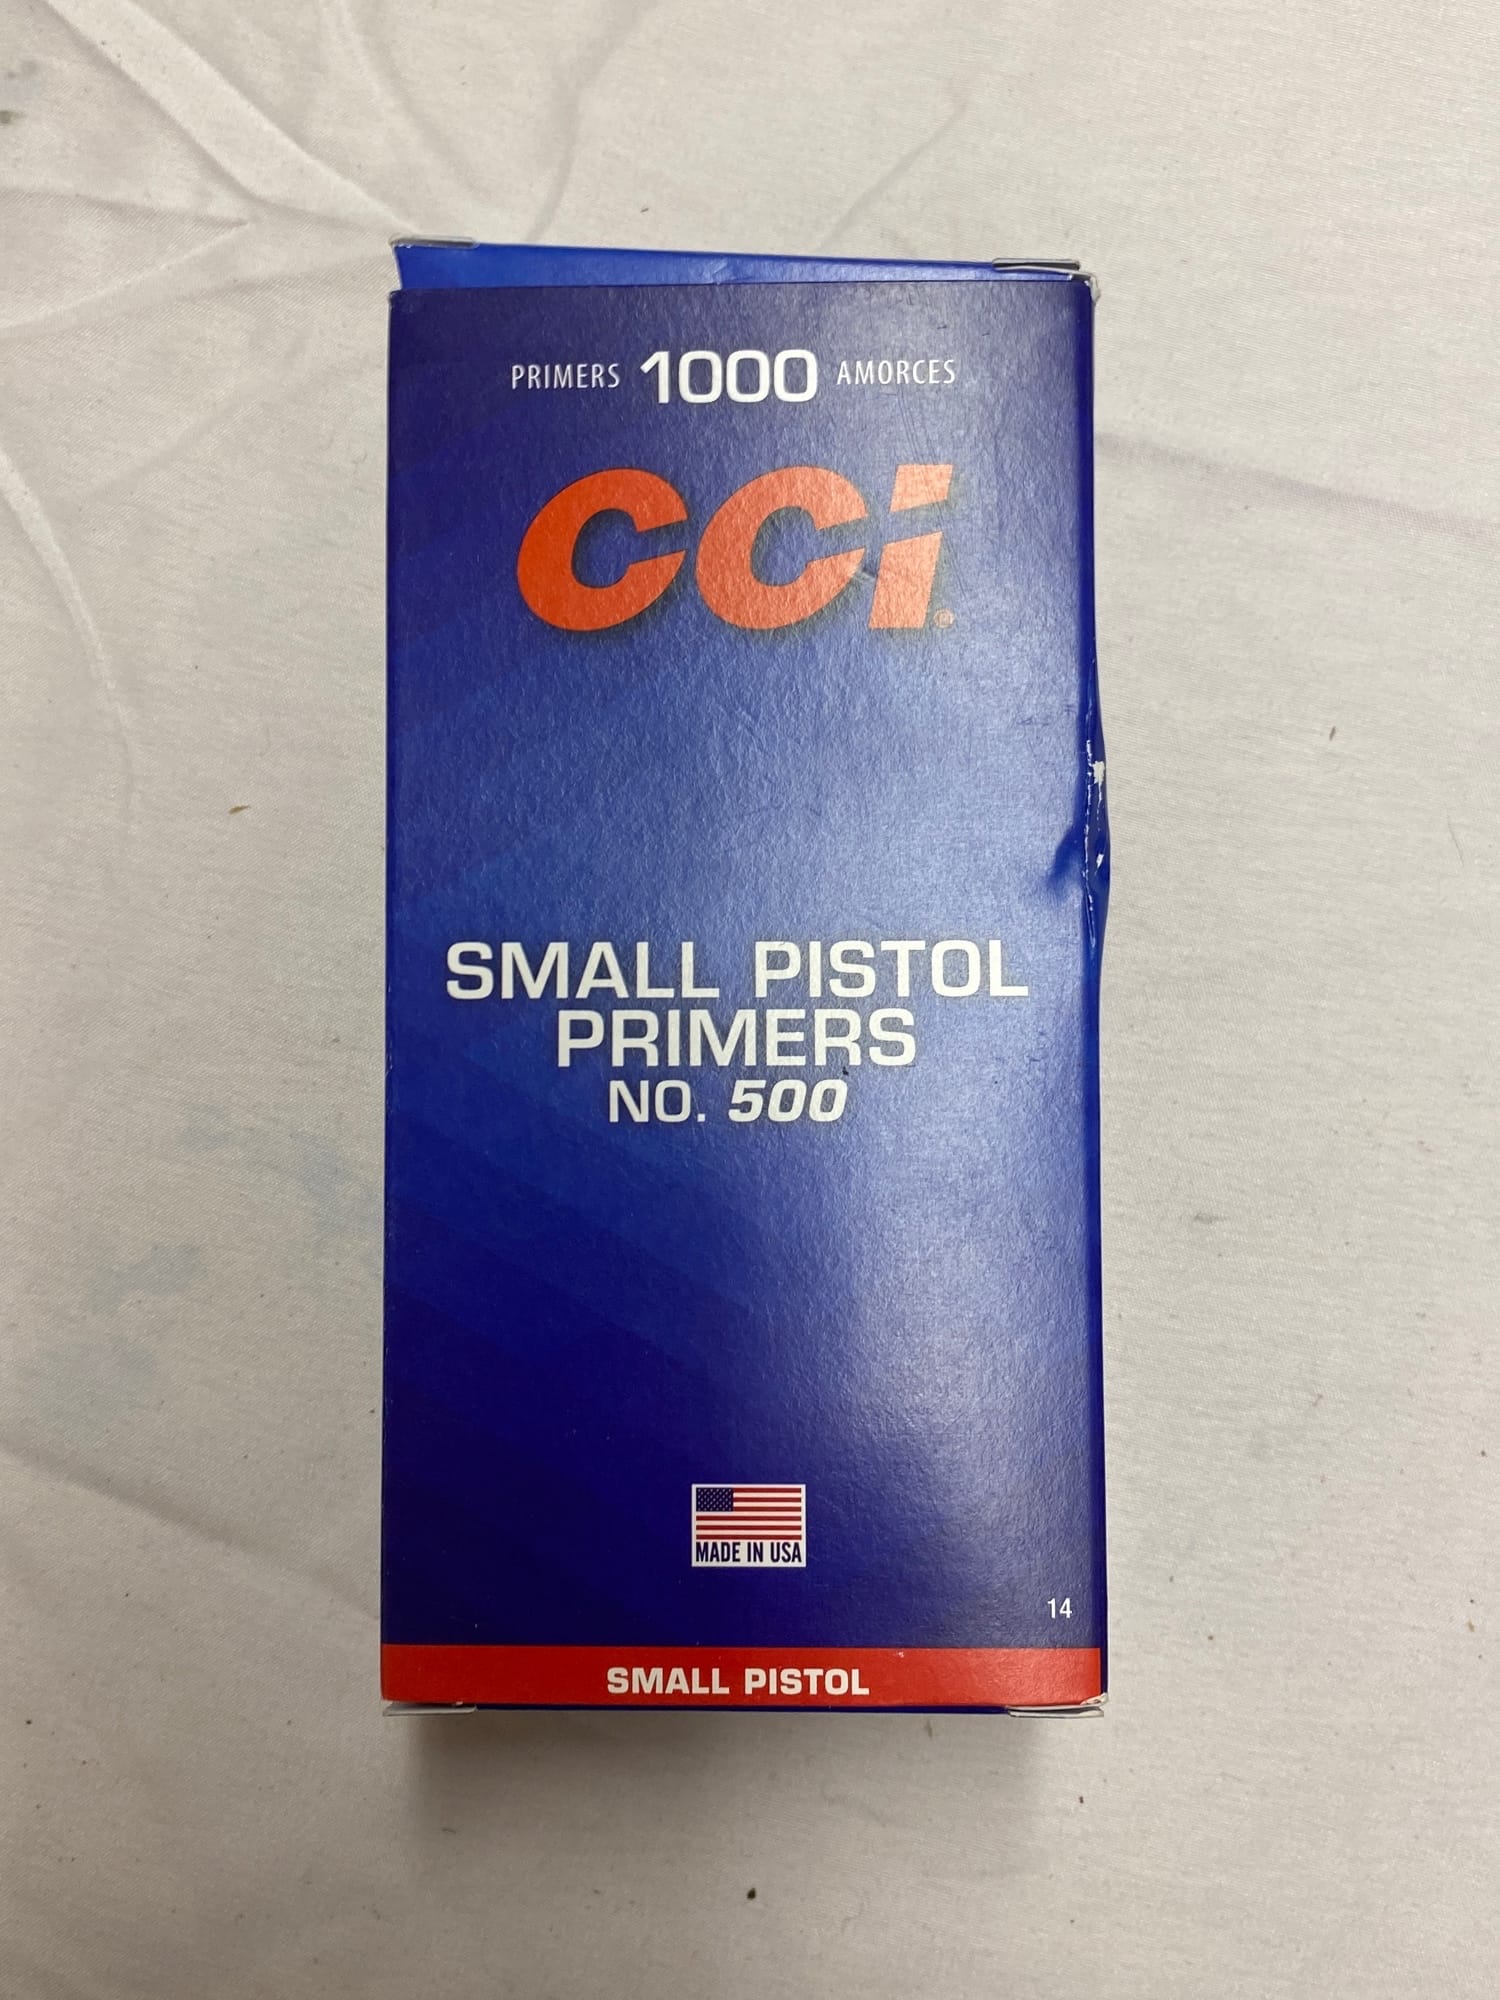 PRIMERS 1000 AMORCES
CCI
SMALL PISTOL
PRIMERS
NO. 500
MADE IN USA
14
SMALL PISTOL